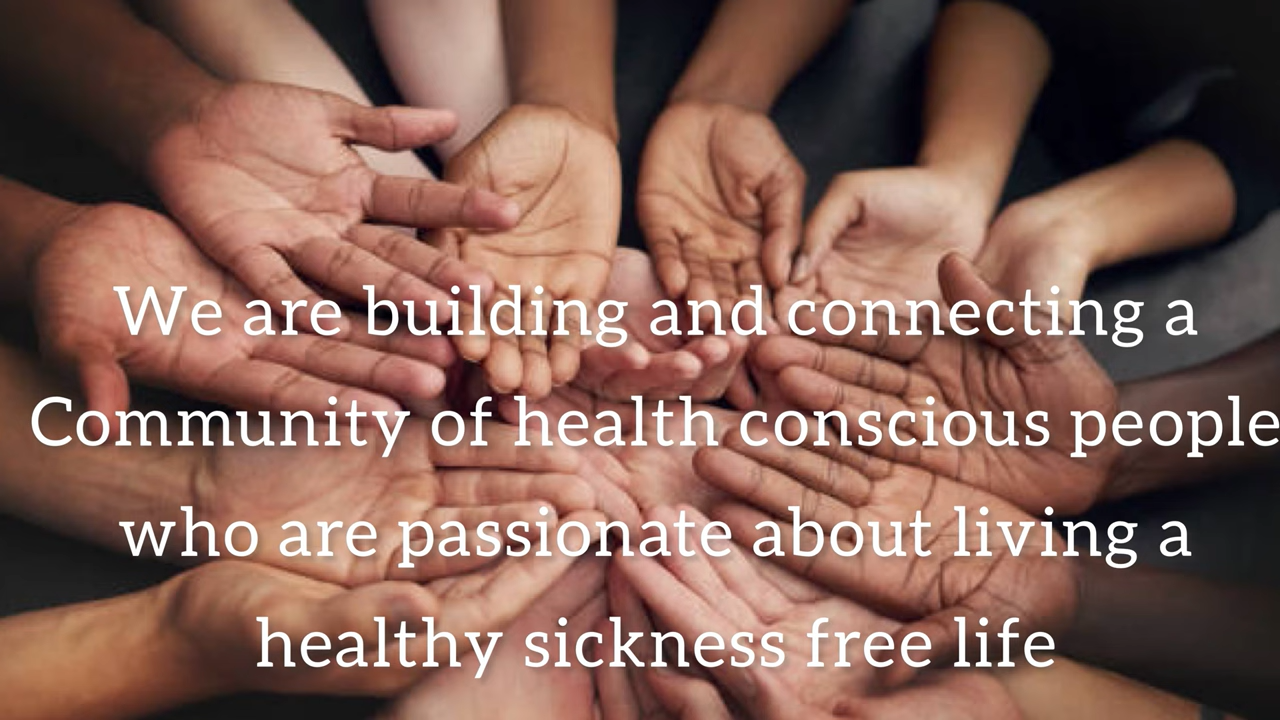 We are building and connecting a
Community of health conscious people
who are passionate about living a
healthy sickness free life